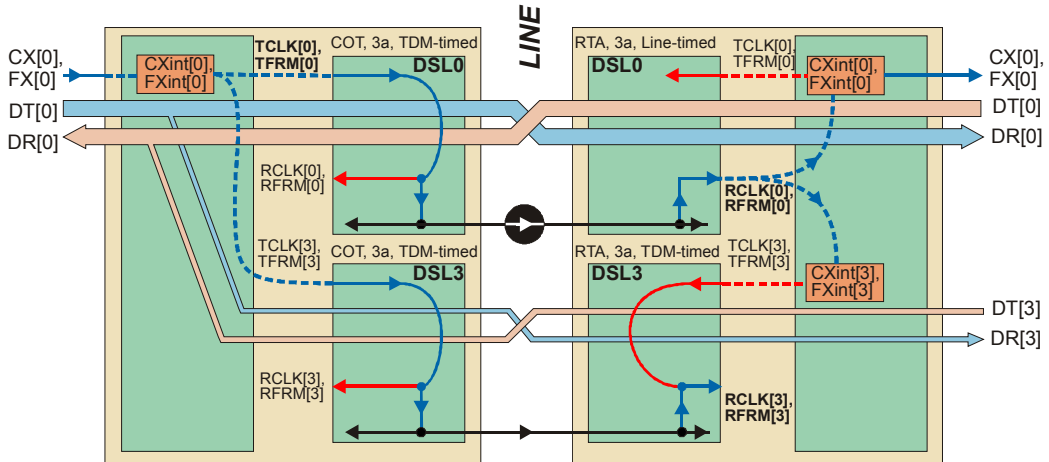 CX[0],
FX[0]
DT[0]
DR[0]
CXint[0],
FXint[0]
TCLK[0],
TFRM[0]
COT, 3a, TDM-timed
DSL0
RCLK[0],
RFRM[0]
TCLK[3],
TFRM[3]
COT, 3a, TDM-timed
DSL3
RCLK[3],
RFRM[3]
LINE
RTA, 3a, Line-timed
DSL0
TCLK[0],
TFRM[0]
CXint[0],
FXint[0]
RCLK[0],
RFRM[0]
RTA, 3a, TDM-timed
DSL3
TCLK[3],
TFRM[3]
CXint[3],
FXint[3]
RCLK[3],
RFRM[3]
CX[0],
FX[0]
DT[0]
DR[0]
DT[3]
DR[3]